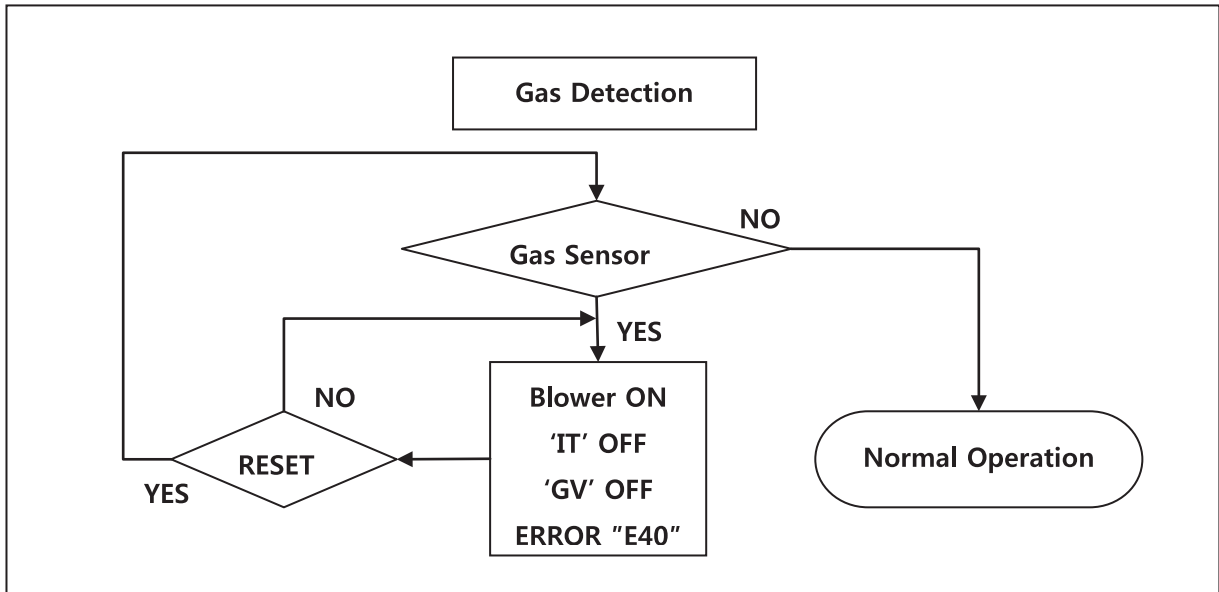 Gas Detection
NO
Gas Sensor
YES
Blower ON
‘IT’ OFF
‘GV’ OFF
ERROR ”E40”
NO
RESET
YES
Normal Operation